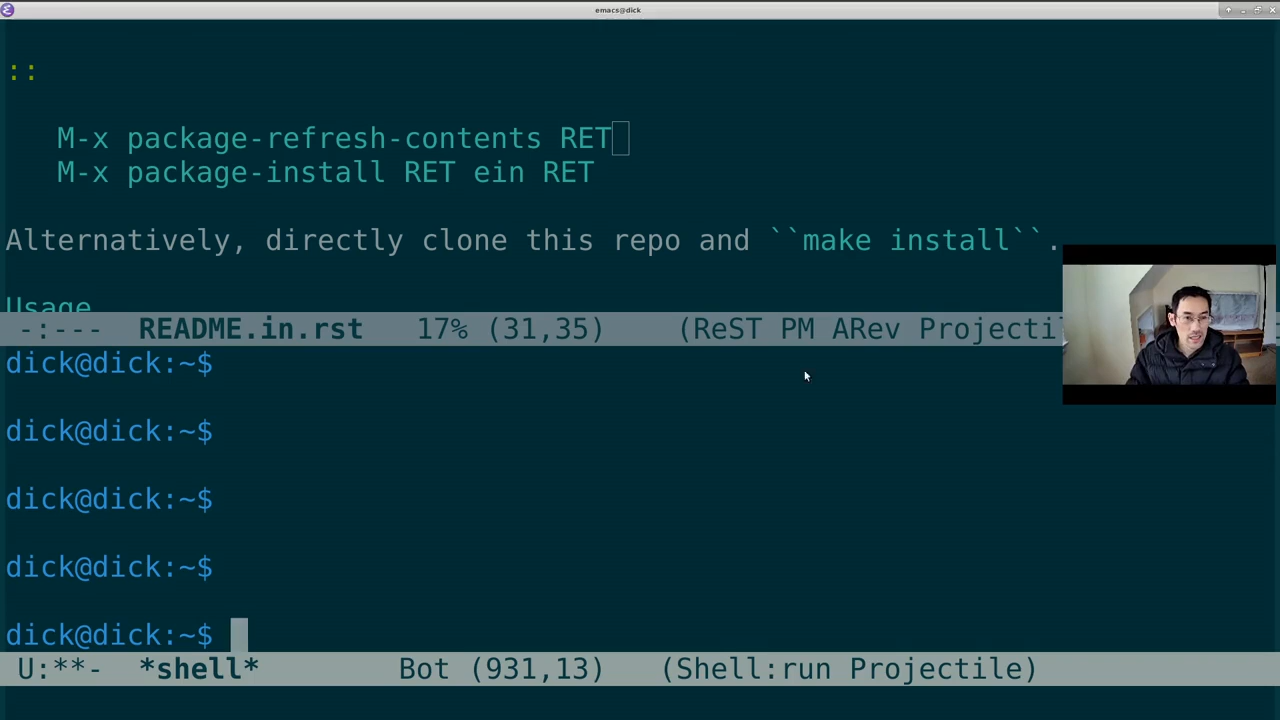 emacs@dick
::
M-x package-refresh-contents RET
M-x package-install RET ein RET
Alternatively, directly clone this repo and ``make install``.
Usage
-:--- README.in.rst 17% (31,35) (ReST PM ARev Projecti
dick@dick:~$
dick@dick:~$
dick@dick:~$
dick@dick:~$
dick@dick:~$
U:**- *shell* Bot (931,13) (Shell:run Projectile)